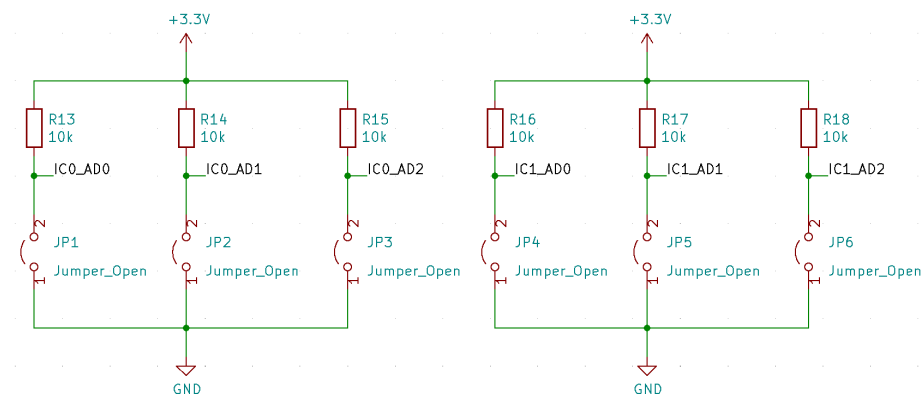 +3.3V
+3.3V
R13
10k
R14
10k
R15
10k
R16
10k
R17
10k
R18
10k
IC0_AD0
IC0_AD1
IC0_AD2
IC1_AD0
IC1_AD1
IC1_AD2
2
JP1
Jumper_Open
1
2
JP2
Jumper_Open
1
2
JP3
Jumper_Open
1
2
JP4
Jumper_Open
1
2
JP5
Jumper_Open
1
2
JP6
Jumper_Open
1
GND
GND